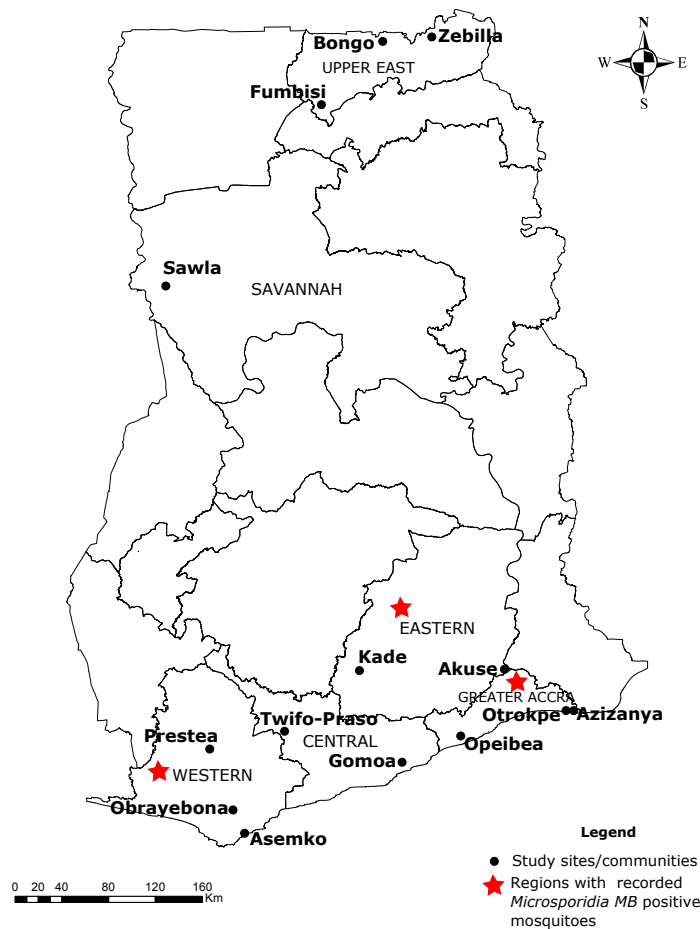 N
Bongo
Zebilla
W
E
UPPER EAST
S
Fumbisi
Sawla
SAVANNAH
EASTERN
Kade
Akuse
GREATER ACCRA
Otrokpe
Azizanya
Twifo-Praso
Prestea
CENTRAL
Opeibea
Gomoa
WESTERN
Obrayebona
Asemko
Legend
Study sites/communities
Regions with recorded
Microsporidia MB positive
mosquitoes
0 20 40 80 120 160
Km